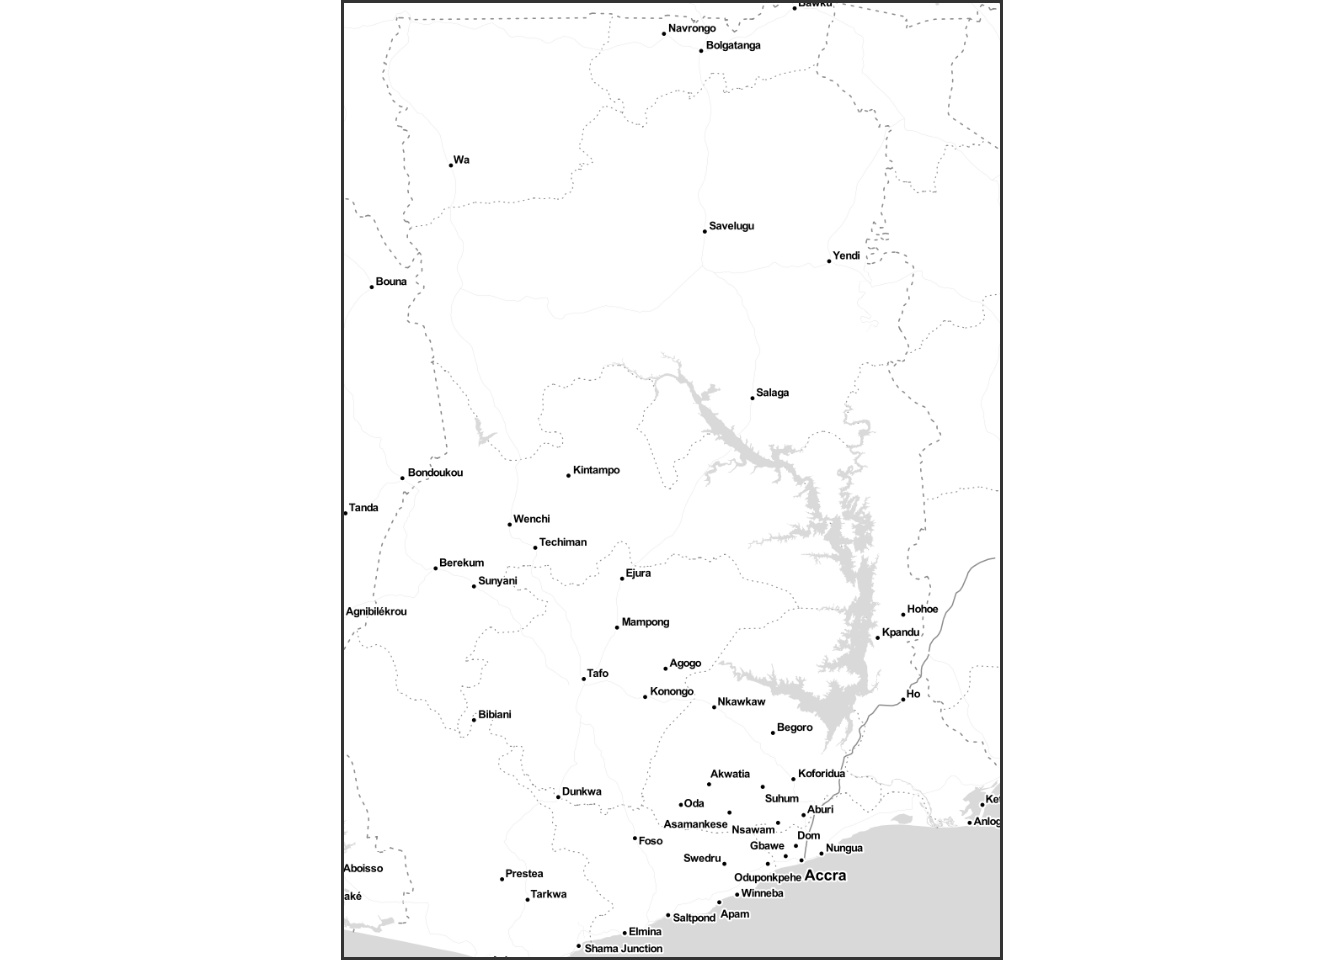 Bawku
Navrongo
Bolgatanga
Wa
Savelugu
Yendi
Bouna
Salaga
Kintampo
Bondoukou
Tanda
Wenchi
Techiman
Berekum
Ejura
Sunyani
Agnibilékrou
Hohoe
Mampong
Kpandu
Agogo
Tafo
Konongo
Ho
Nkawkaw
Bibiani
Begoro
Akwatia
Koforidua
Dunkwa
Suhum
Ket
Oda
Aburi
Asamankese
Anlog
Nsawam
Dom
Foso
Gbawe
Nungua
Swedru
Aboisso
Prestea
Oduponkpehe
Accra
aké
Tarkwa
Winneba
Saltpond
Apam
Elmina
Shama Junction